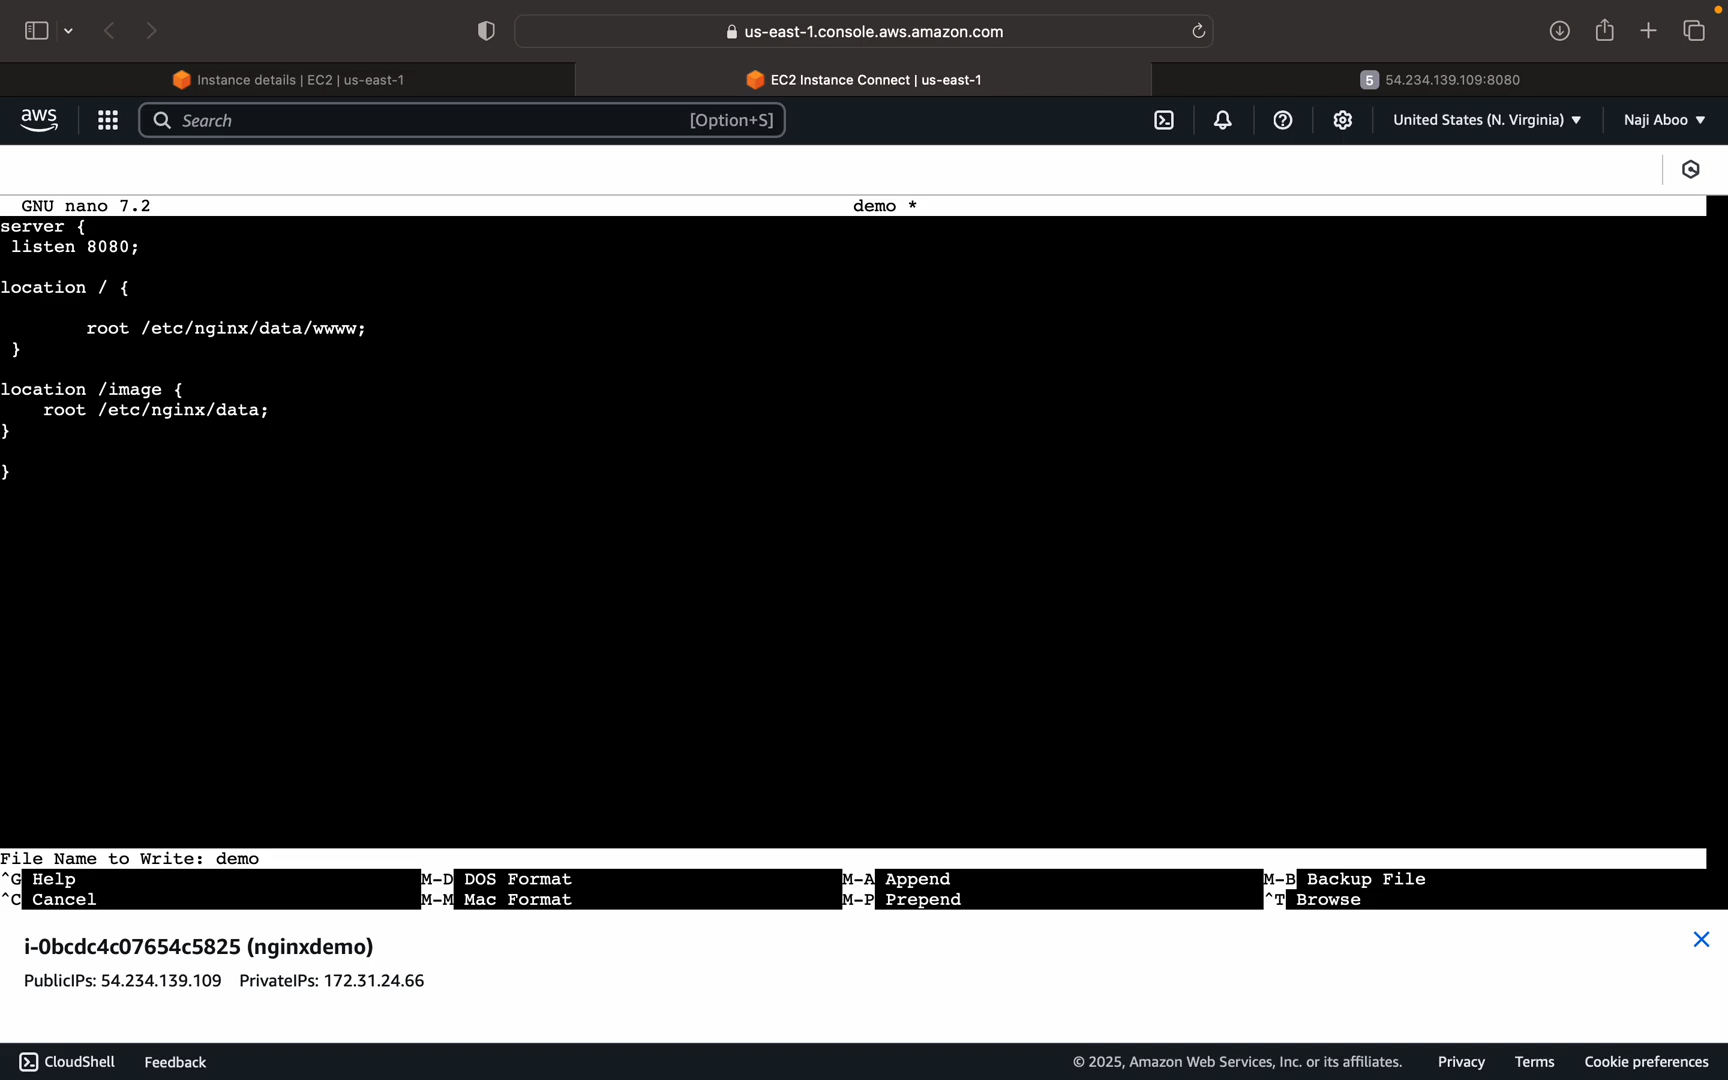 us-east-1.console.aws.amazon.com
Instance details | EC2 | us-east-1
EC2 Instance Connect | us-east-1
5 54.234.139.109:8080
aws
Search [Option+S]
United States (N. Virginia)
Naji Aboo
GNU nano 7.2 demo *
server {
listen 8080;
location / {
root /etc/nginx/data/wwww;
}
location /image {
root /etc/nginx/data;
}
}
File Name to Write: demo
^G Help M-D DOS Format M-A Append M-B Backup File
^C Cancel M-M Mac Format M-P Prepend ^T Browse
i-0bcdc4c07654c5825 (nginxdemo)
PublicIPs: 54.234.139.109 PrivateIPs: 172.31.24.66
CloudShell Feedback © 2025, Amazon Web Services, Inc. or its affiliates. Privacy Terms Cookie preferences